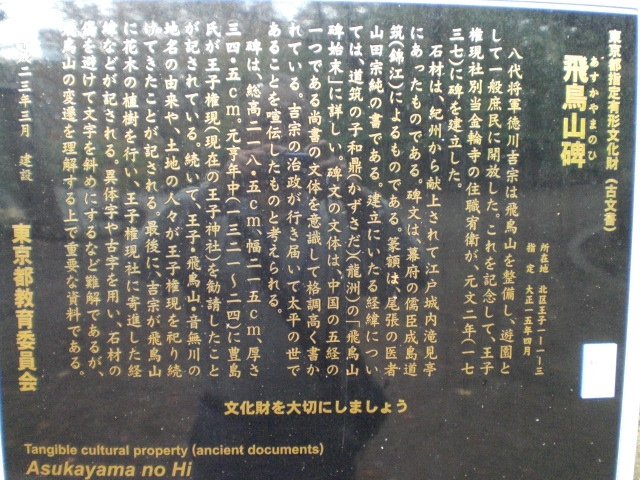 東京都指定有形文化財（古文書）
飛鳥山碑
あすかやまのひ
所在地 北区王子一-一-三
指定 大正一五年四月
八代将軍徳川吉宗は飛鳥山を整備し、遊園と
して一般庶民に開放した。これを記念して、王子
権現社別当金輪寺の住職宥衛が、元文二年（一七
三七）に碑を建立した。
石材は、紀州から献上されて江戸城内滝見亭
にあったものである。碑文は、幕府の儒臣成島道
筑（錦江）によるものである。篆額は、尾張の医者
山田宗純の書である。建立にいたる経緯につい
ては、道筑の子和鼎（かずさだ）（龍洲）の「飛鳥山
碑始末」に詳しい。碑文の文体は、中国の五経の
一つである尚書の文体を意識して格調高く書か
れている。吉宗の治政が行き届いて太平の世で
あることを喧伝したものと考えられる。
碑は、総高二一八・五cm、幅二一五cm、厚さ
三四・五cm。元亨年中（一三二一～二四）に豊島
氏が王子権現（現在の王子神社）を勧請したこと
が記されている。続いて、王子・飛鳥山・音無川の
地名の由来や、土地の人々が王子権現を祀り続
けてきたことが記される。最後に、吉宗が飛鳥山
に花木の植樹を行い、王子権現社に寄進した経
緯などが記される。異体字や古字を用い、石材の
傷を避けて文字を斜めにするなど難解であるが、
飛鳥山の変遷を理解する上で重要な資料である。
二三年三月 建設
東京都教育委員会
文化財を大切にしましょう
Tangible cultural property (ancient documents)
Asukayama no Hi